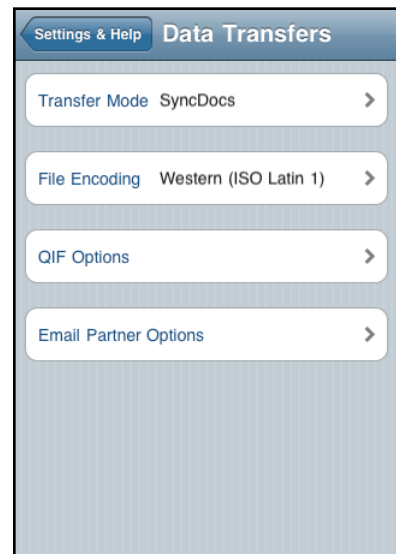 Settings & Help Data Transfers
Transfer Mode SyncDocs
File Encoding Western (ISO Latin 1)
QIF Options
Email Partner Options